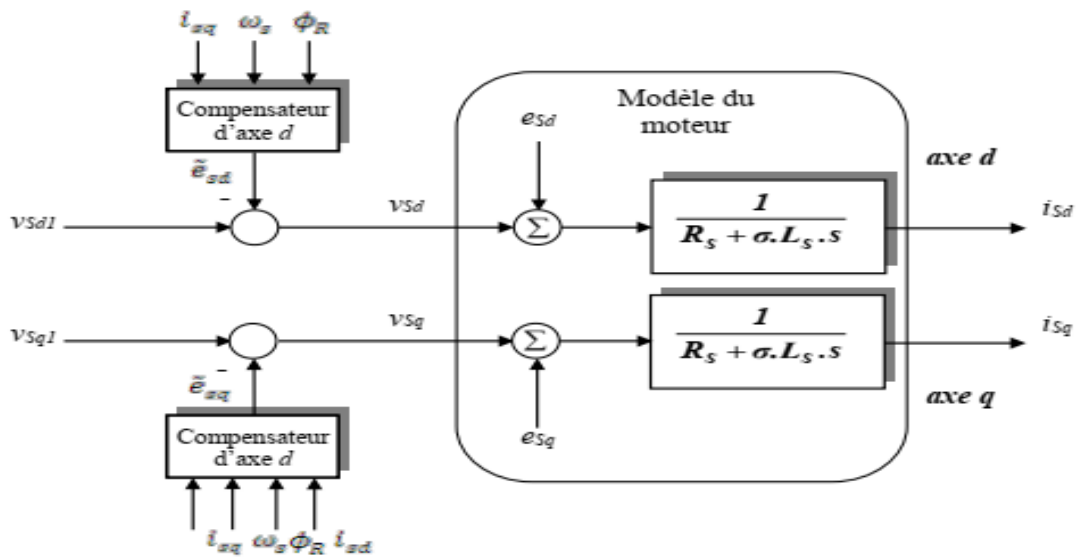 i_sq ω_s ϕ_R
Compensateur
d'axe d
ẽ_sd
-
v_Sd1
v_Sd
Modèle du
moteur
e_Sd
Σ
1
R_s + σ.L_s.s
axe d
i_Sd
v_Sq1
v_Sq
Σ
1
R_s + σ.L_s.s
i_Sq
axe q
e_Sq
-
ẽ_sq
Compensateur
d'axe d
i_sq ω_s ϕ_R i_sd